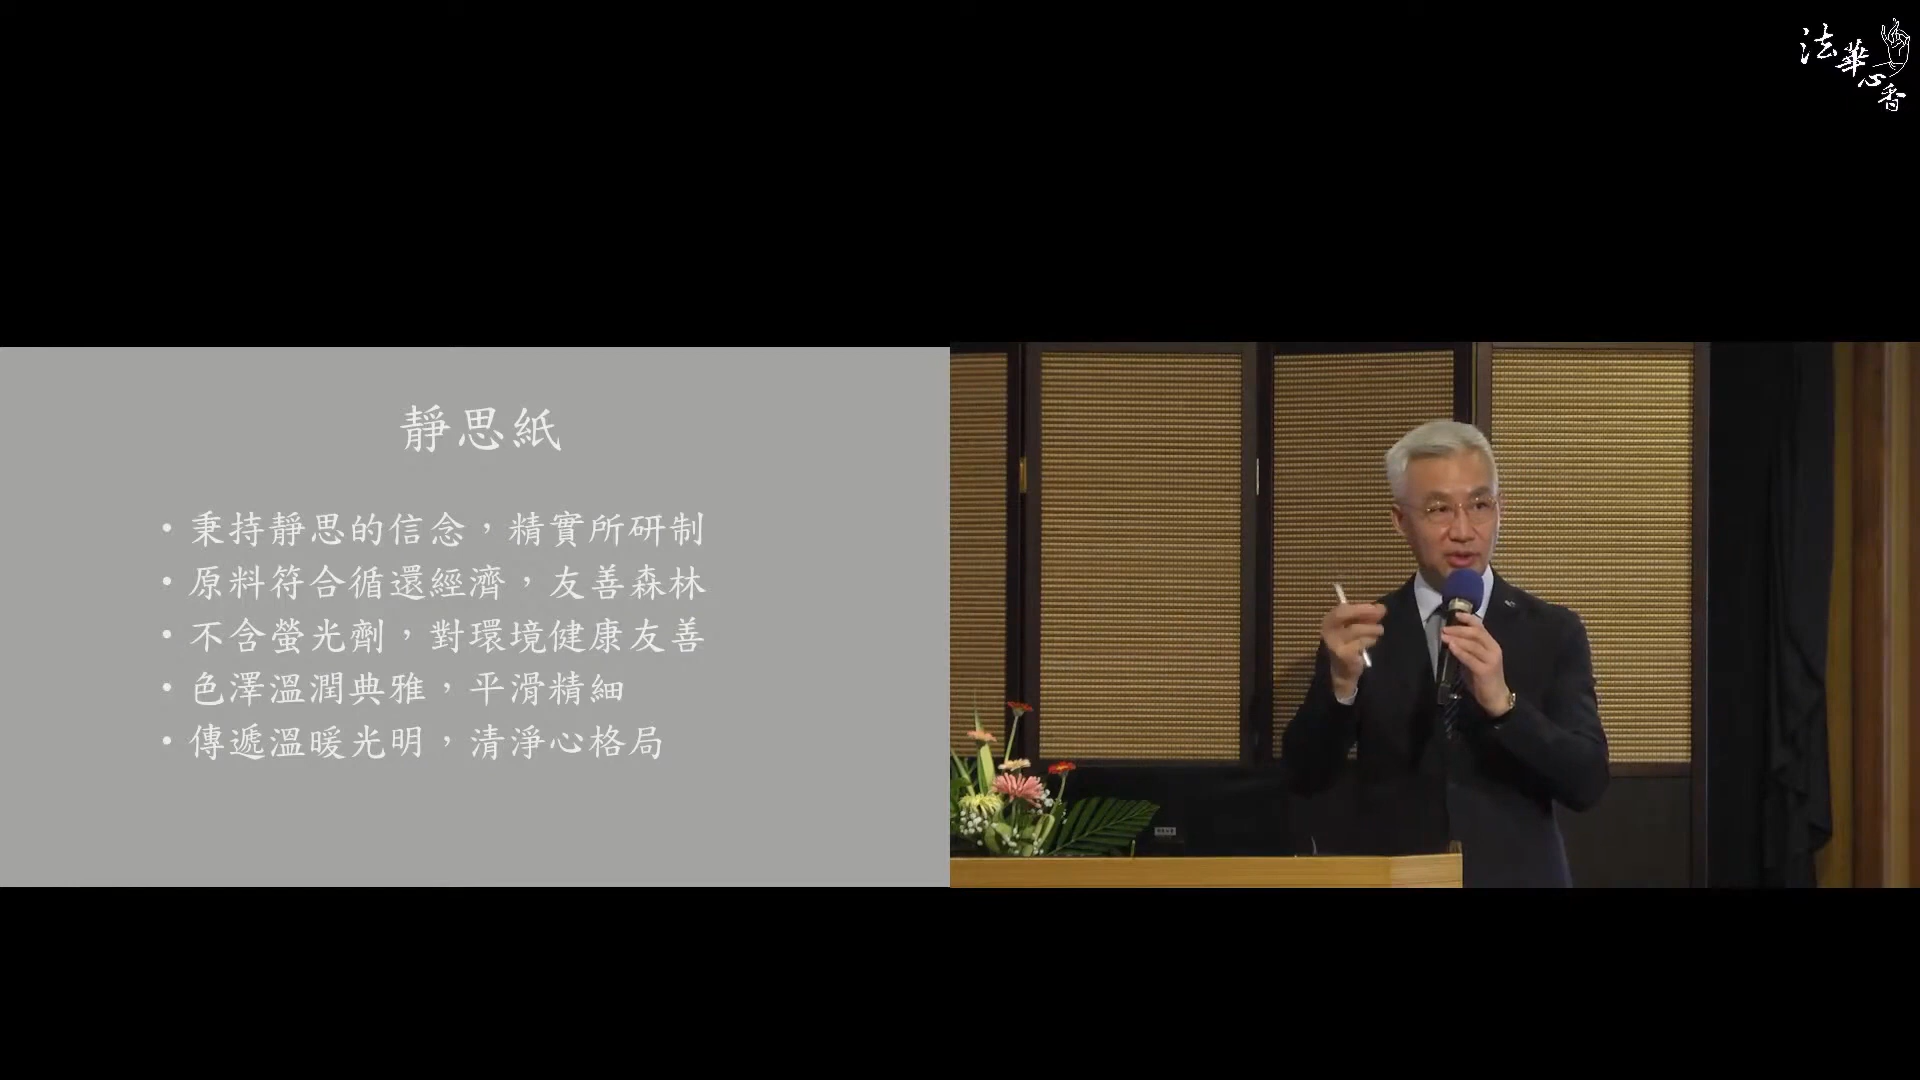 法華心香
靜思紙
• 秉持靜思的信念，精實所研制
• 原料符合循還經濟，友善森林
• 不含螢光劑，對環境健康友善
• 色澤溫潤典雅，平滑精細
• 傳遞溫暖光明，清淨心格局